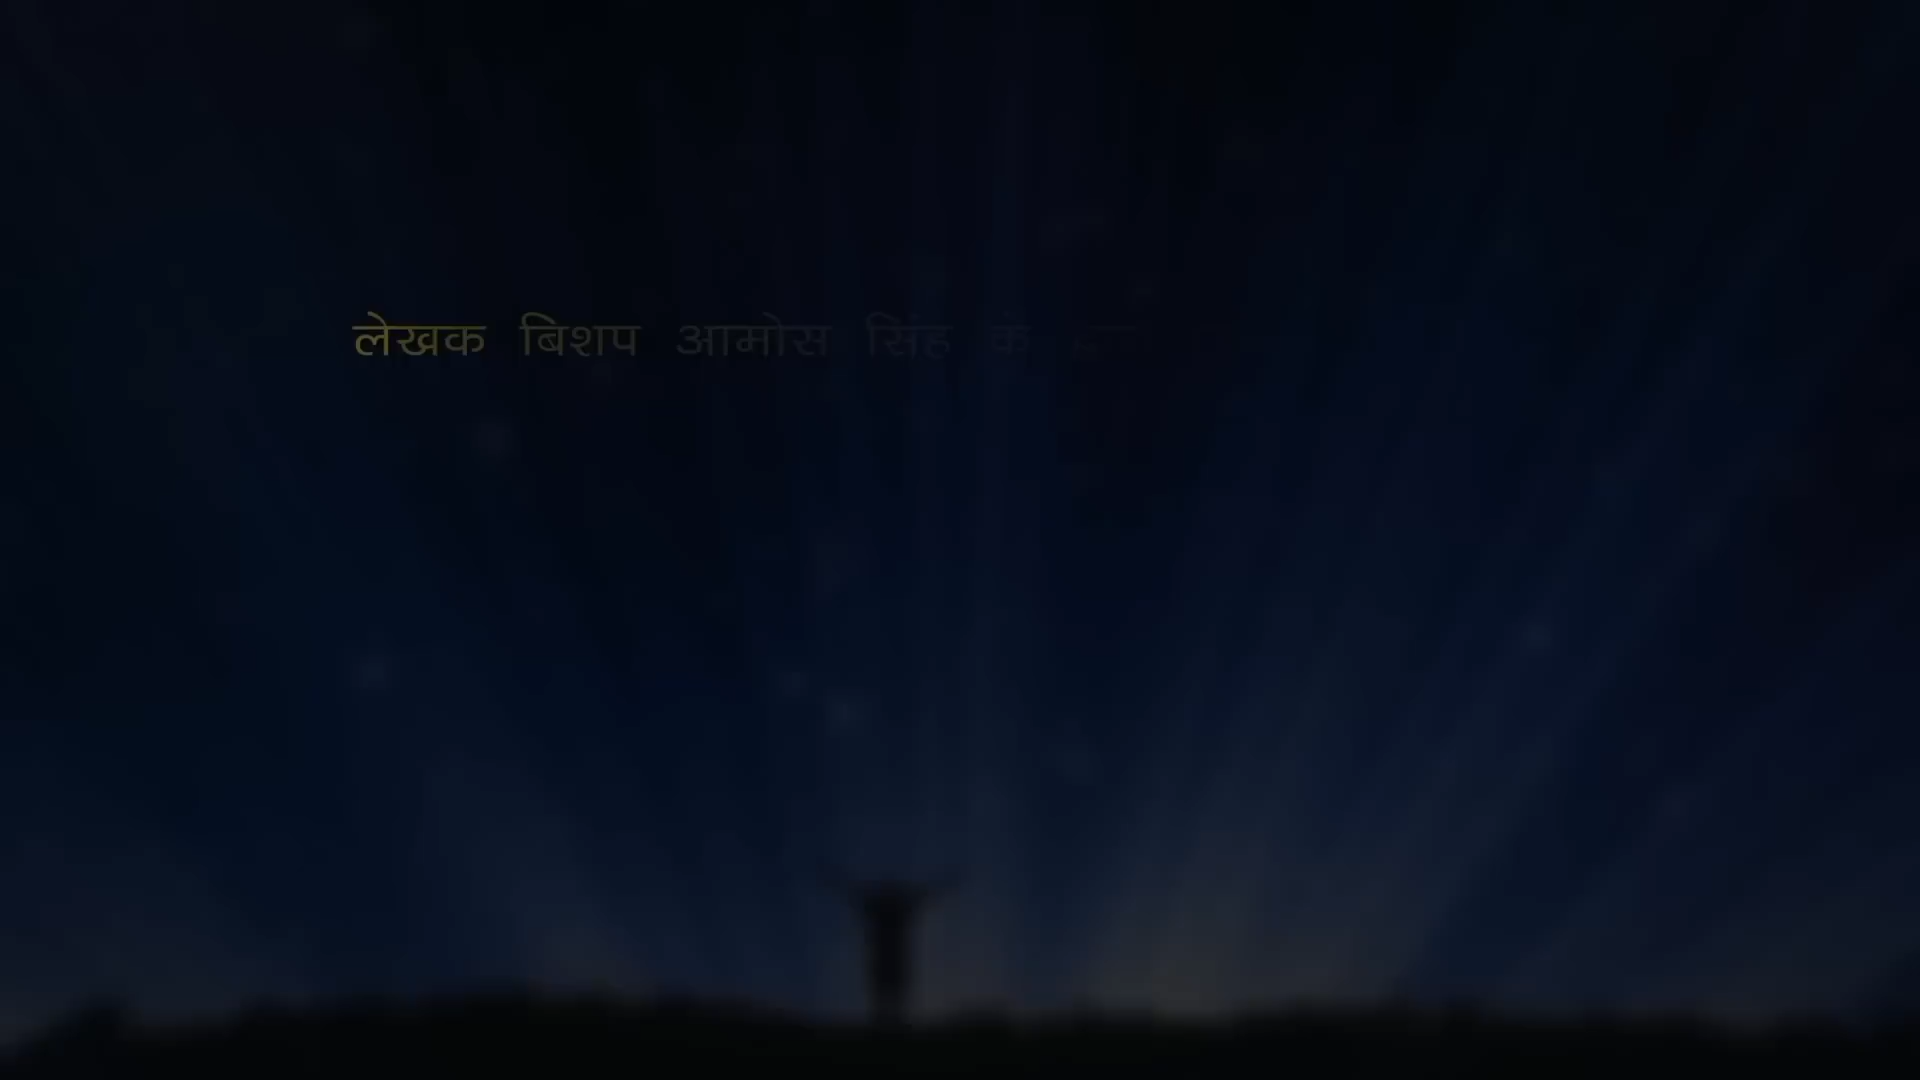 लेखक बिशप आमोस सिंह के